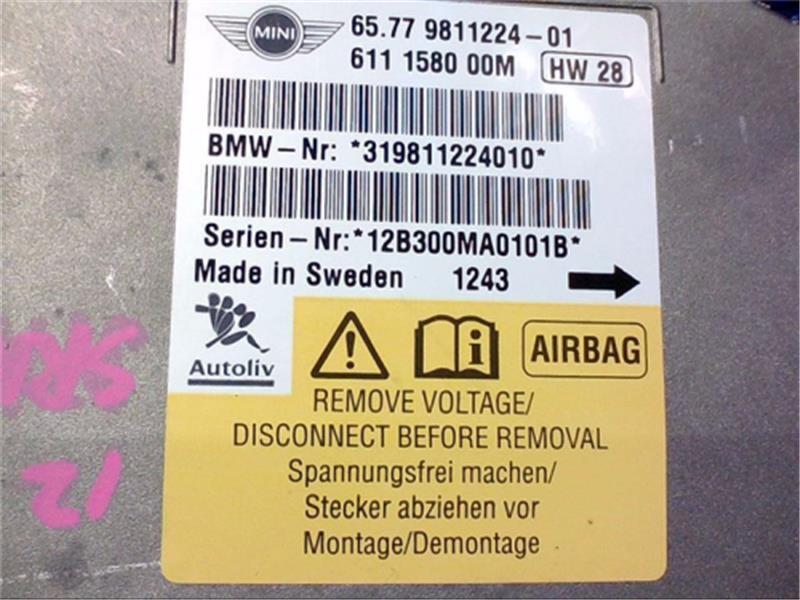 MINI
65.77 9811224-01
611 1580 00M HW 28
BMW-Nr: *319811224010*
Serien-Nr:*12B300MA0101B*
Made in Sweden 1243
Autoliv
i
AIRBAG
REMOVE VOLTAGE/
DISCONNECT BEFORE REMOVAL
Spannungsfrei machen/
Stecker abziehen vor
Montage/Demontage
12